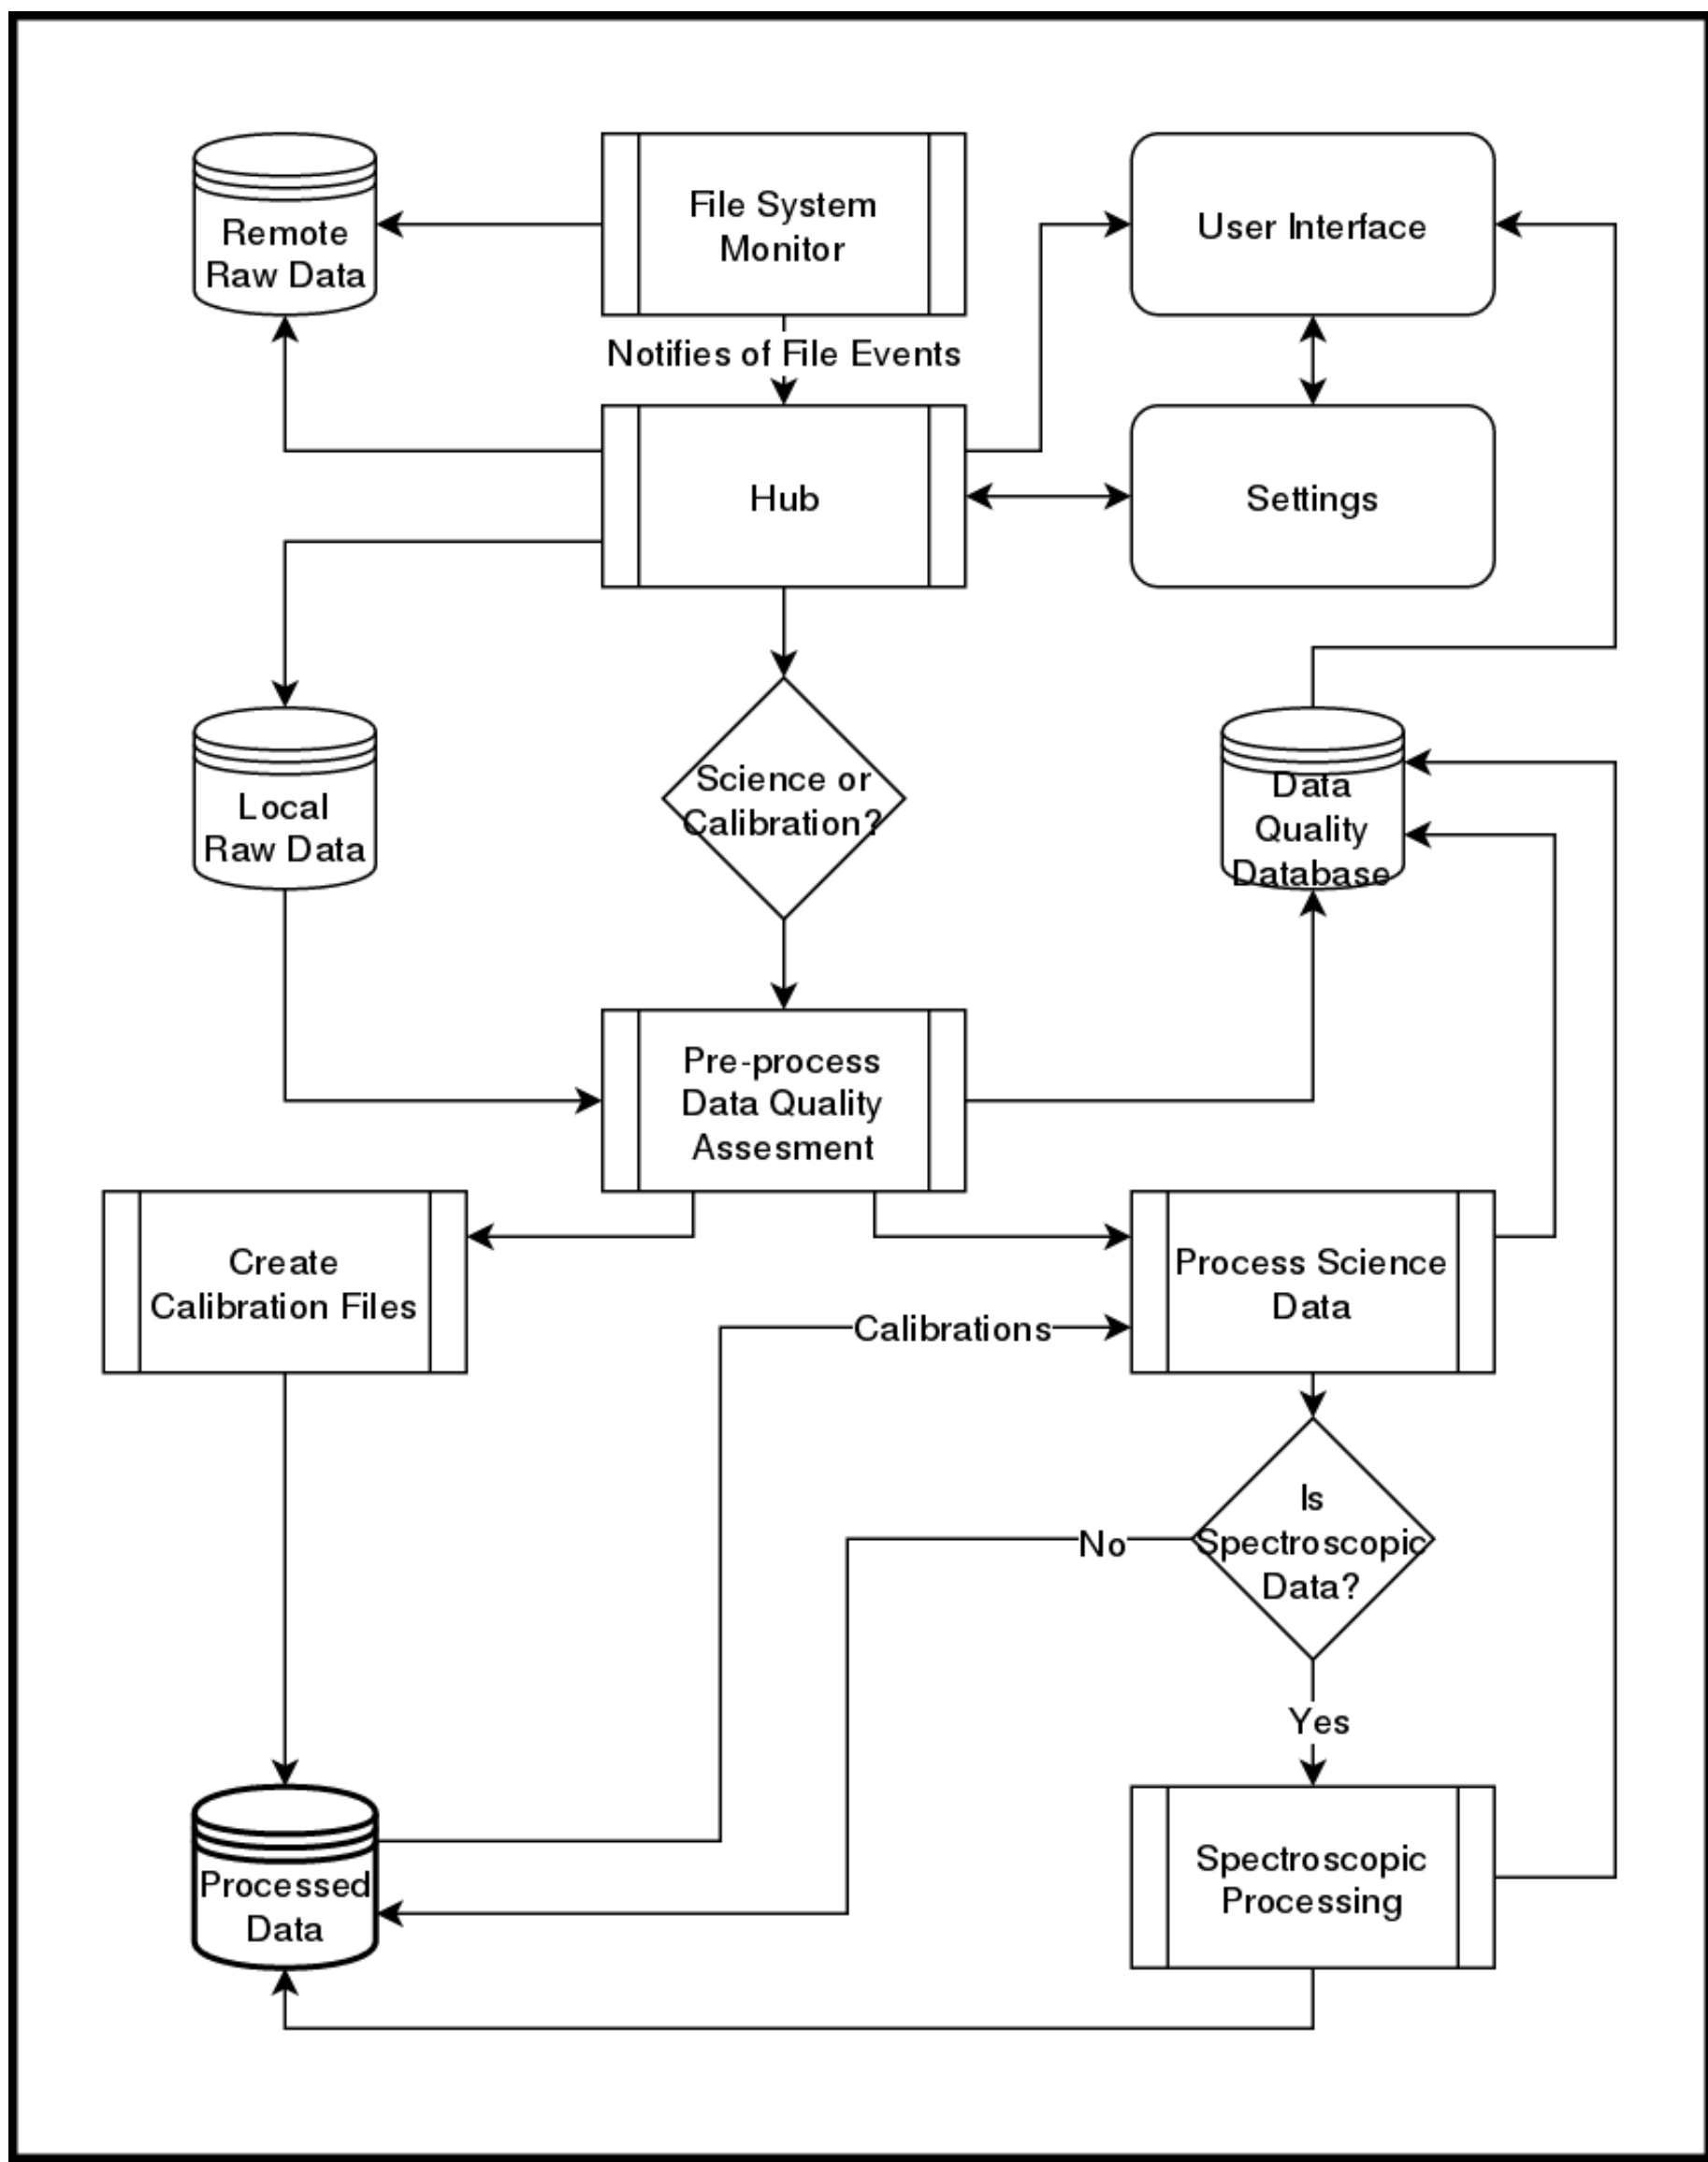 Remote
Raw Data
File System
Monitor
User Interface
Notifies of File Events
Hub
Settings
Local
Raw Data
Science or
Calibration?
Data
Quality
Database
Pre-process
Data Quality
Assesment
Create
Calibration Files
Process Science
Data
Calibrations
Is
Spectroscopic
Data?
No
Yes
Processed
Data
Spectroscopic
Processing